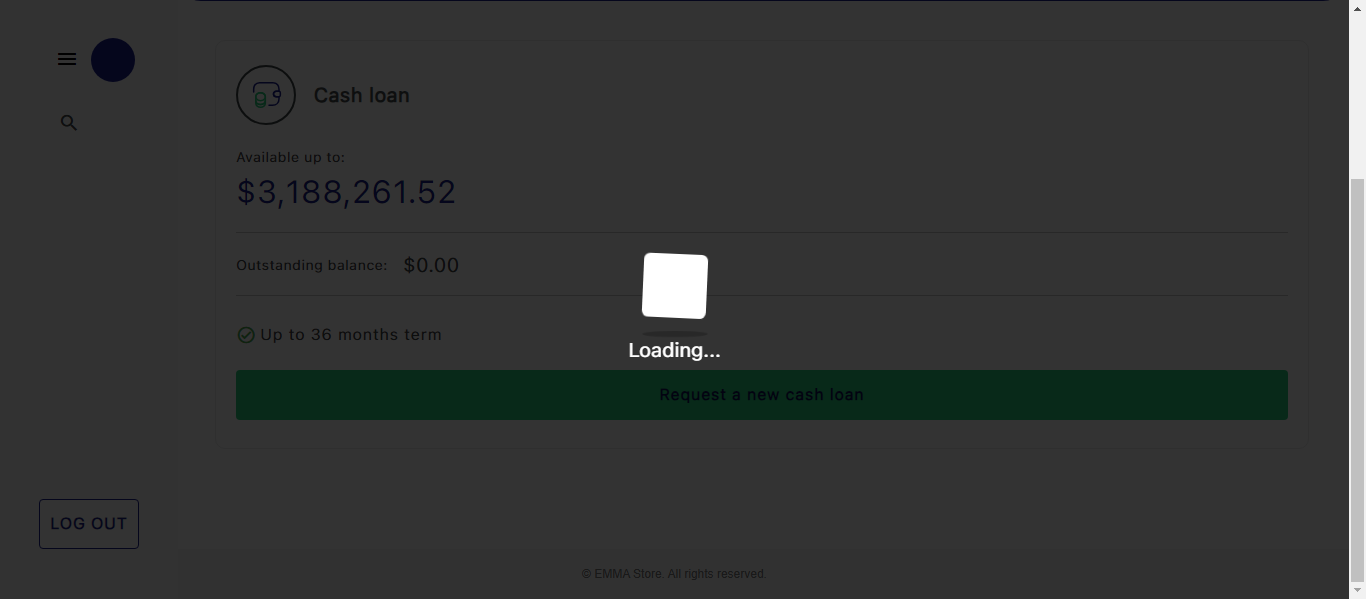 Cash loan
Available up to:
$3,188,261.52
Outstanding balance: $0.00
Up to 36 months term
Loading...
Request a new cash loan
LOG OUT
© EMMA Store. All rights reserved.